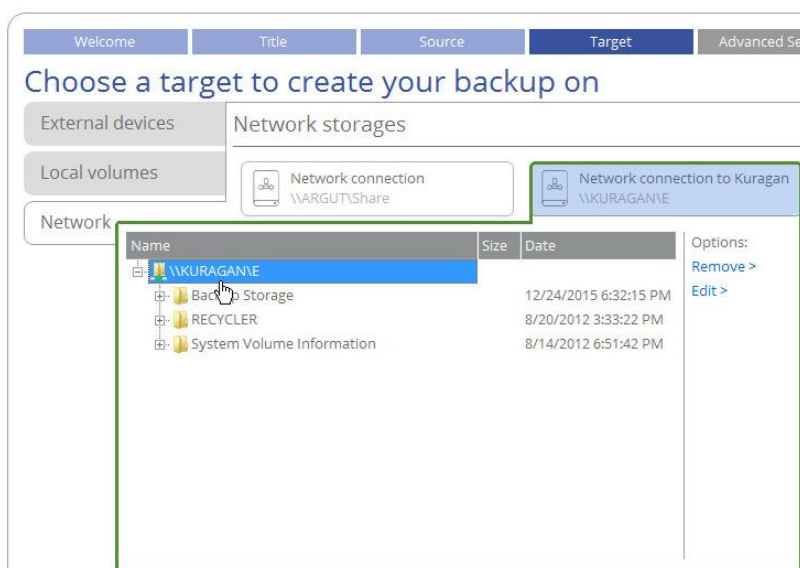 Welcome Title Source Target Advanced Se
Choose a target to create your backup on
External devices
Local volumes
Network
Network storages
Network connection
\\ARGUT\Share
Network connection to Kuragan
\\KURAGAN\E
Name Size Date
\\KURAGAN\E
Backup Storage 12/24/2015 6:32:15 PM
RECYCLER 8/20/2012 3:33:22 PM
System Volume Information 8/14/2012 6:51:42 PM
Options:
Remove >
Edit >